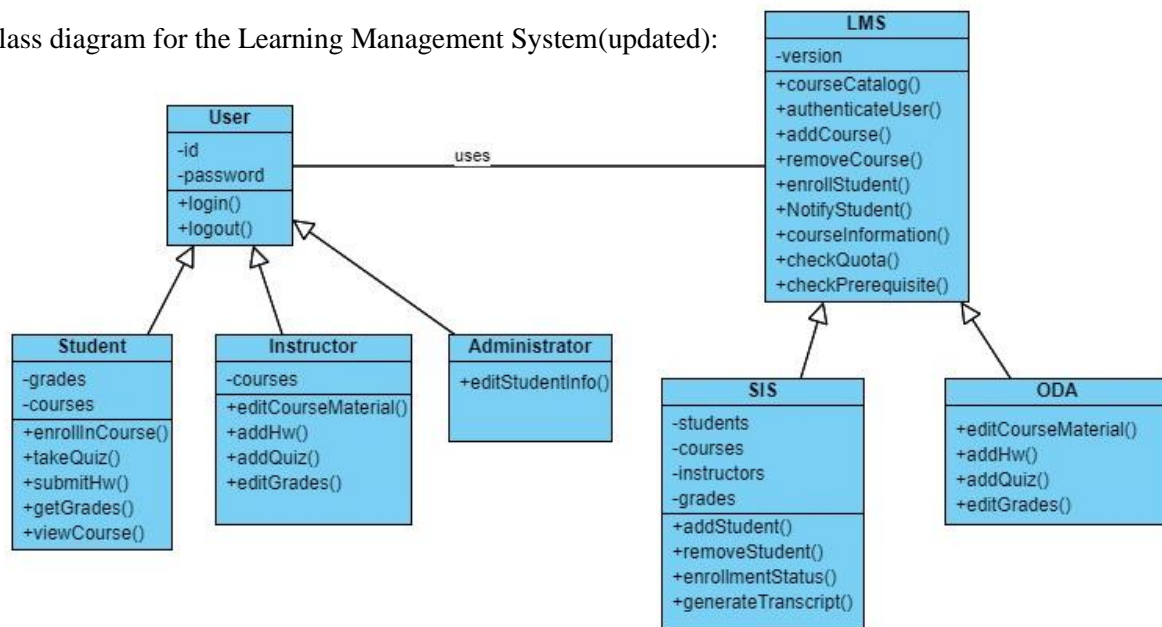 lass diagram for the Learning Management System(updated):
LMS
-version
+courseCatalog()
+authenticateUser()
+addCourse()
+removeCourse()
+enrollStudent()
+NotifyStudent()
+courseInformation()
+checkQuota()
+checkPrerequisite()
User
-id
-password
+login()
+logout()
uses
Student
-grades
-courses
+enrollInCourse()
+takeQuiz()
+submitHw()
+getGrades()
+viewCourse()
Instructor
-courses
+editCourseMaterial()
+addHw()
+addQuiz()
+editGrades()
Administrator
+editStudentInfo()
SIS
-students
-courses
-instructors
-grades
+addStudent()
+removeStudent()
+enrollmentStatus()
+generateTranscript()
ODA
+editCourseMaterial()
+addHw()
+addQuiz()
+editGrades()